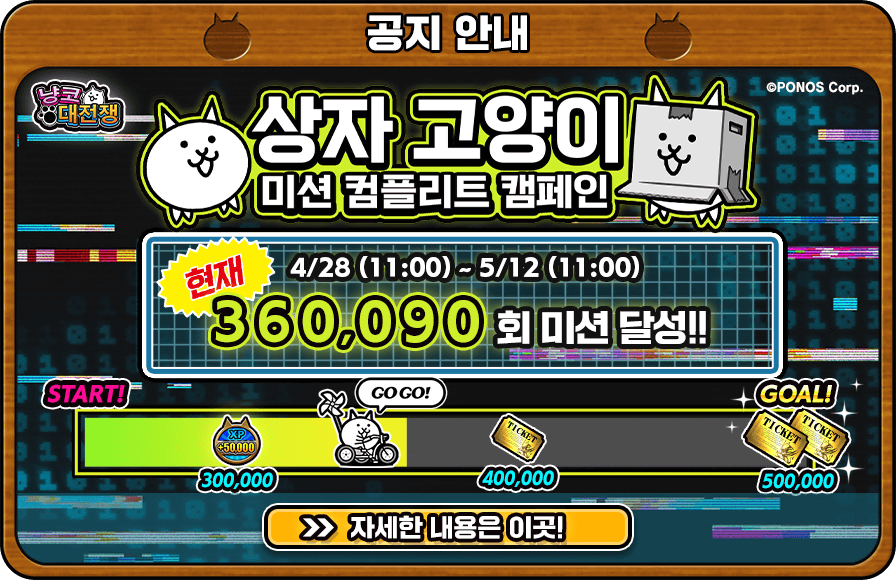 공지 안내
냥코
대전쟁
©PONOS Corp.
상자 고양이
미션 컴플리트 캠페인
현재
4/28 (11:00) ~ 5/12 (11:00)
360,090 회 미션 달성!!
START!
GO GO!
GOAL!
XP
+50,000
TICKET
TICKET
TICKET
300,000
400,000
500,000
>> 자세한 내용은 이곳!